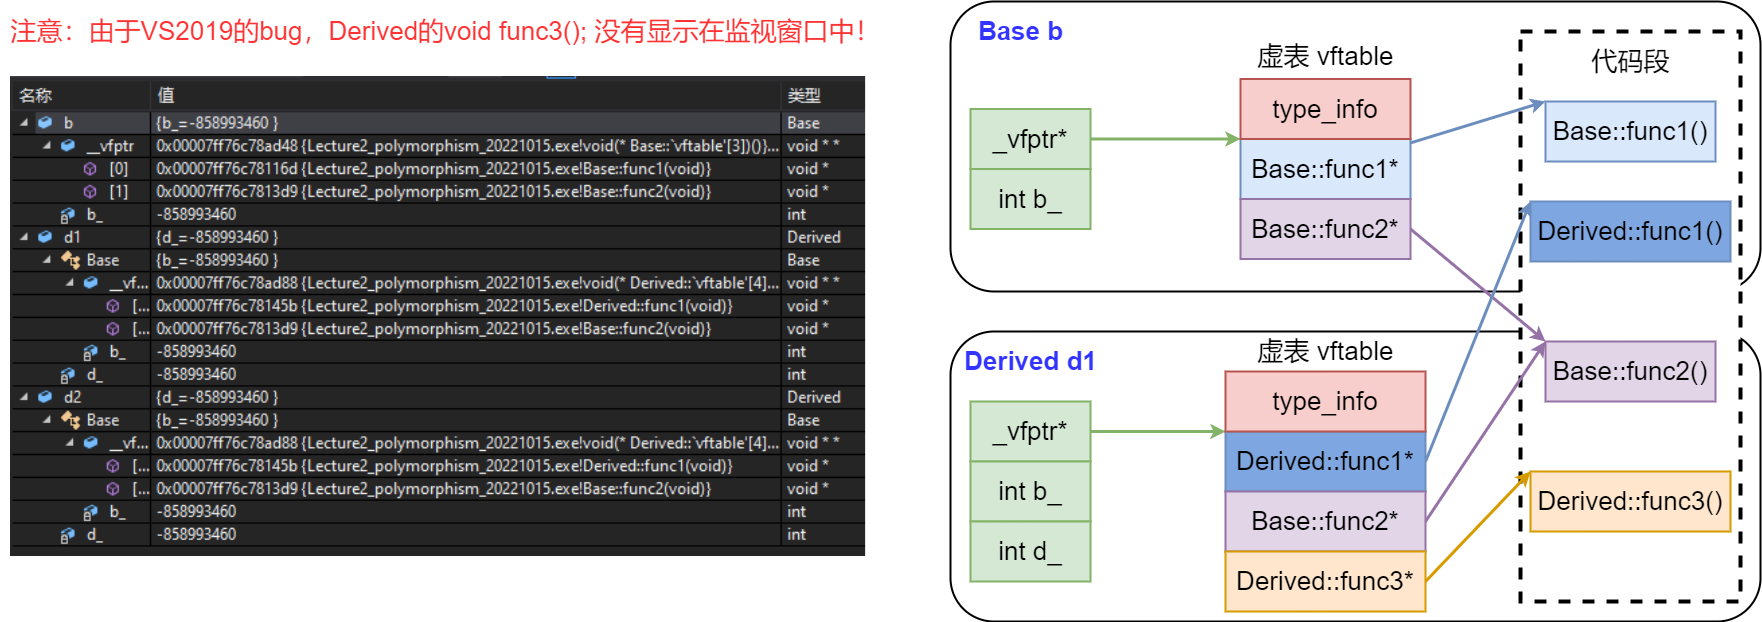 注意：由于VS2019的bug，Derived的void func3(); 没有显示在监视窗口中！
名称 值 类型
b {b_=-858993460 } Base
__vfptr 0x00007ff76c78ad48 {Lecture2_polymorphism_20221015.exe!void(* Base::`vftable'[3])()}... void * *
[0] 0x00007ff76c78116d {Lecture2_polymorphism_20221015.exe!Base::func1(void)} void *
[1] 0x00007ff76c7813d9 {Lecture2_polymorphism_20221015.exe!Base::func2(void)} void *
b_ -858993460 int
d1 {d_=-858993460 } Derived
Base {b_=-858993460 } Base
__vf... 0x00007ff76c78ad88 {Lecture2_polymorphism_20221015.exe!void(* Derived::`vftable'[4]... void * *
[... 0x00007ff76c78145b {Lecture2_polymorphism_20221015.exe!Derived::func1(void)} void *
[... 0x00007ff76c7813d9 {Lecture2_polymorphism_20221015.exe!Base::func2(void)} void *
b_ -858993460 int
d_ -858993460 int
d2 {d_=-858993460 } Derived
Base {b_=-858993460 } Base
__vf... 0x00007ff76c78ad88 {Lecture2_polymorphism_20221015.exe!void(* Derived::`vftable'[4]... void * *
[... 0x00007ff76c78145b {Lecture2_polymorphism_20221015.exe!Derived::func1(void)} void *
[... 0x00007ff76c7813d9 {Lecture2_polymorphism_20221015.exe!Base::func2(void)} void *
b_ -858993460 int
d_ -858993460 int
Base b
虚表 vftable
_vfptr*
int b_
type_info
Base::func1*
Base::func2*
代码段
Base::func1()
Derived::func1()
Base::func2()
Derived::func3()
Derived d1
虚表 vftable
_vfptr*
int b_
int d_
type_info
Derived::func1*
Base::func2*
Derived::func3*